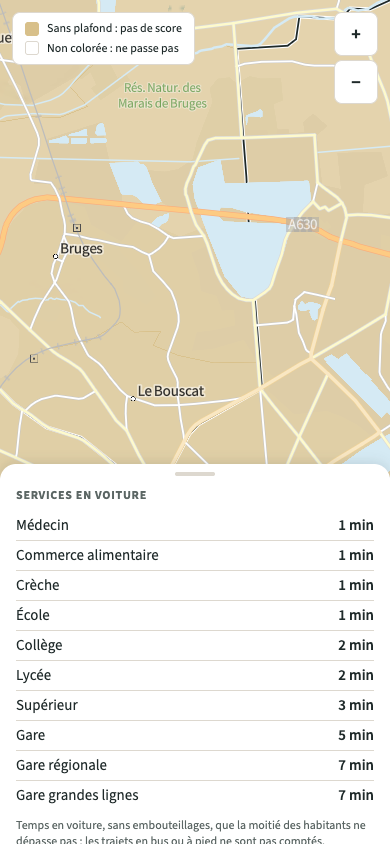 Sans plafond : pas de score
Non colorée : ne passe pas
+
−
Rés. Natur. des
Marais de Bruges
A630
Bruges
Le Bouscat
SERVICES EN VOITURE
Médecin 1 min
Commerce alimentaire 1 min
Crèche 1 min
École 1 min
Collège 2 min
Lycée 2 min
Supérieur 3 min
Gare 5 min
Gare régionale 7 min
Gare grandes lignes 7 min
Temps en voiture, sans embouteillages, que la moitié des habitants ne
dépasse pas : les trajets en bus ou à pied ne sont pas comptés.